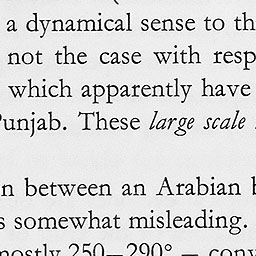 a dynamical sense to th
not the case with resp
which apparently have
Punjab. These large scale
n between an Arabian b
s somewhat misleading.
mostly 250–290° — conv